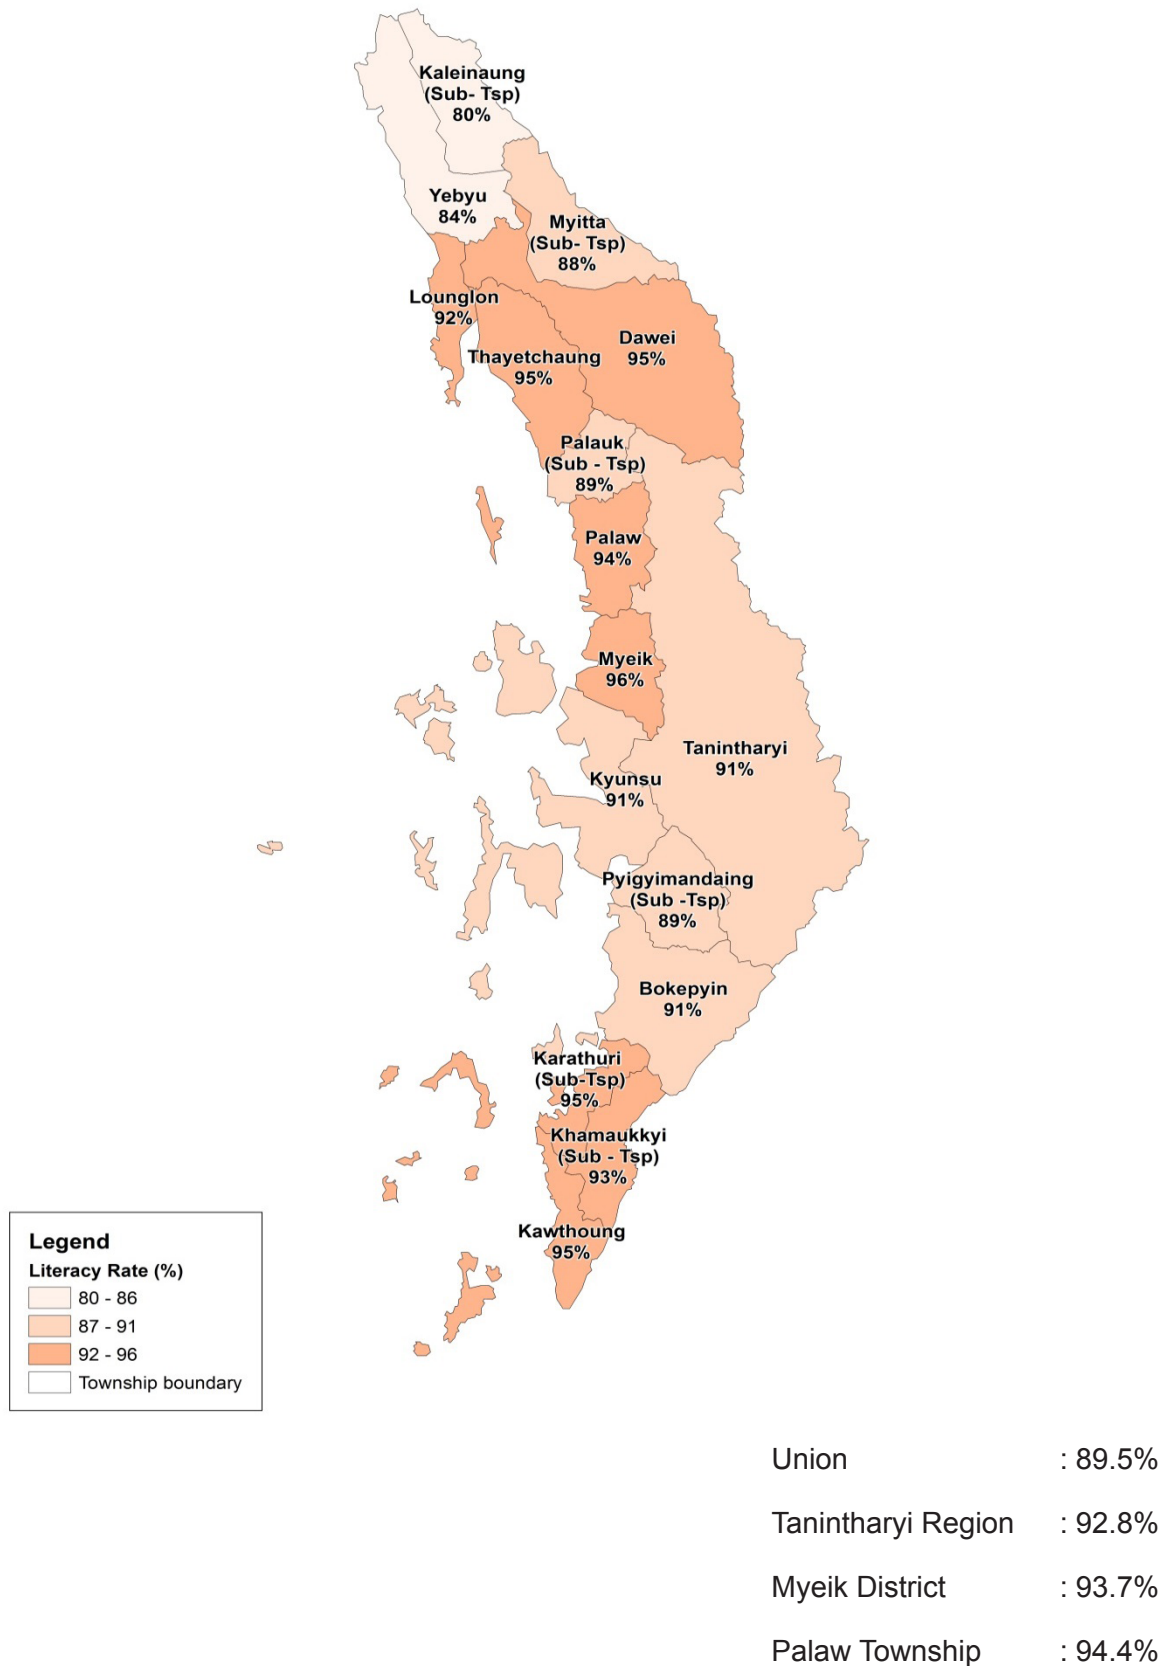 Kaleinaung
(Sub- Tsp)
80%
Yebyu
84%
Myitta
(Sub- Tsp)
88%
Lounglon
92%
Dawei
95%
Thayetchaung
95%
Palauk
(Sub - Tsp)
89%
Palaw
94%
Myeik
96%
Tanintharyi
91%
Kyunsu
91%
Pyigyimandaing
(Sub -Tsp)
89%
Bokepyin
91%
Karathuri
(Sub-Tsp)
95%
Khamaukkyi
(Sub - Tsp)
93%
Kawthoung
95%
Legend
Literacy Rate (%)
80 - 86
87 - 91
92 - 96
Township boundary
Union : 89.5%
Tanintharyi Region : 92.8%
Myeik District : 93.7%
Palaw Township : 94.4%